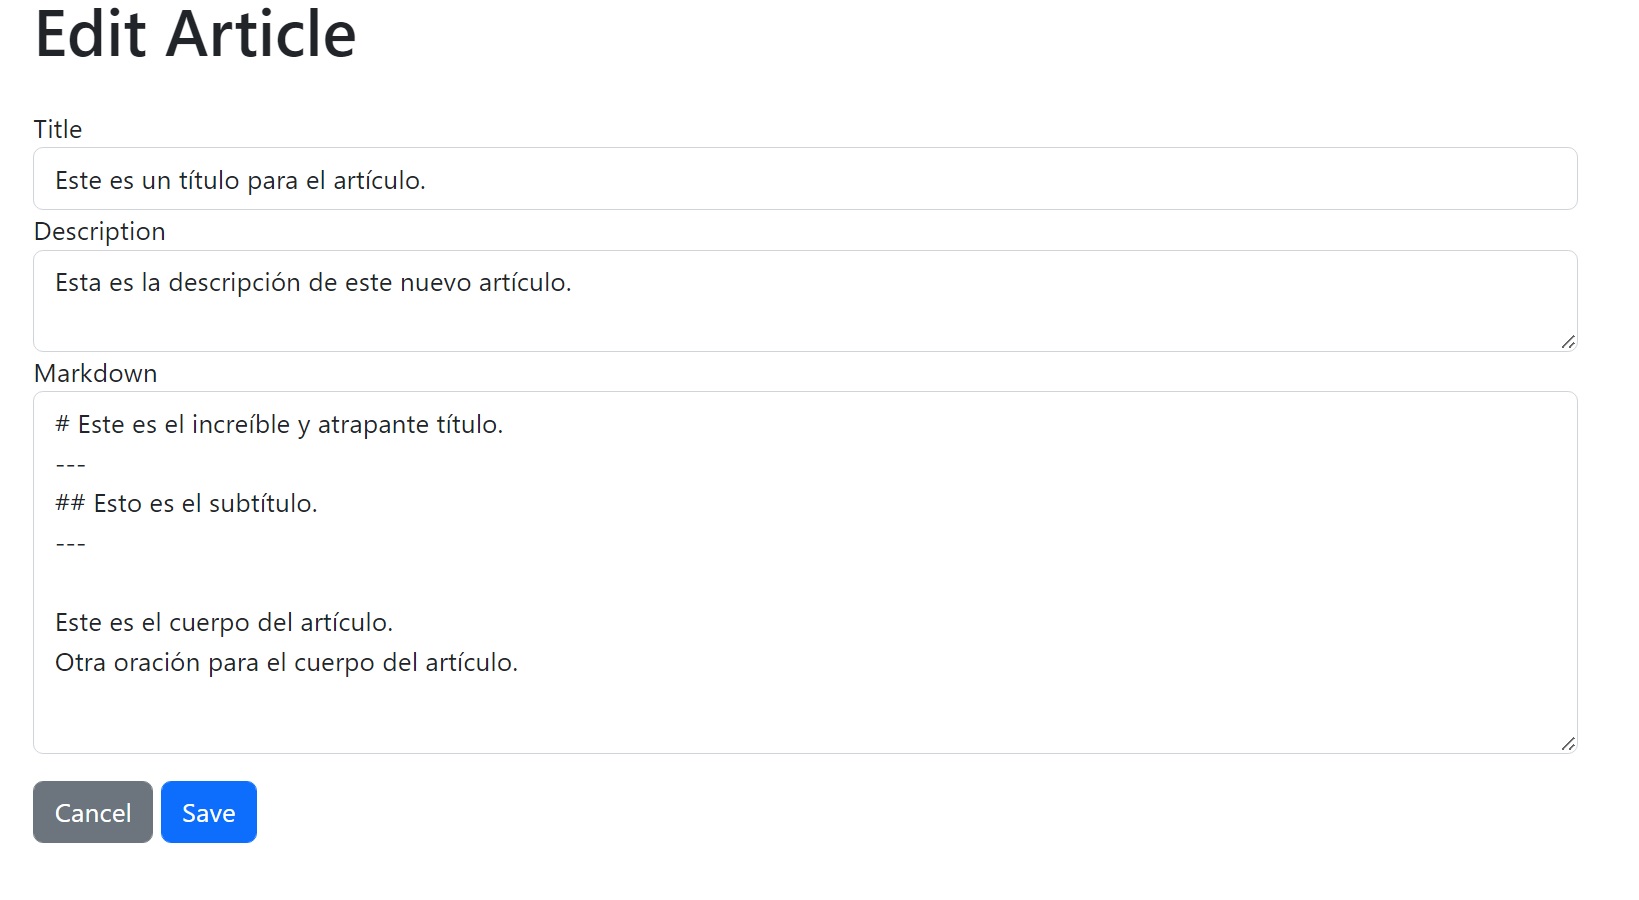 Edit Article
Title
Este es un título para el artículo.
Description
Esta es la descripción de este nuevo artículo.
Markdown
# Este es el increíble y atrapante título.
---
## Esto es el subtítulo.
---
Este es el cuerpo del artículo.
Otra oración para el cuerpo del artículo.
Cancel Save